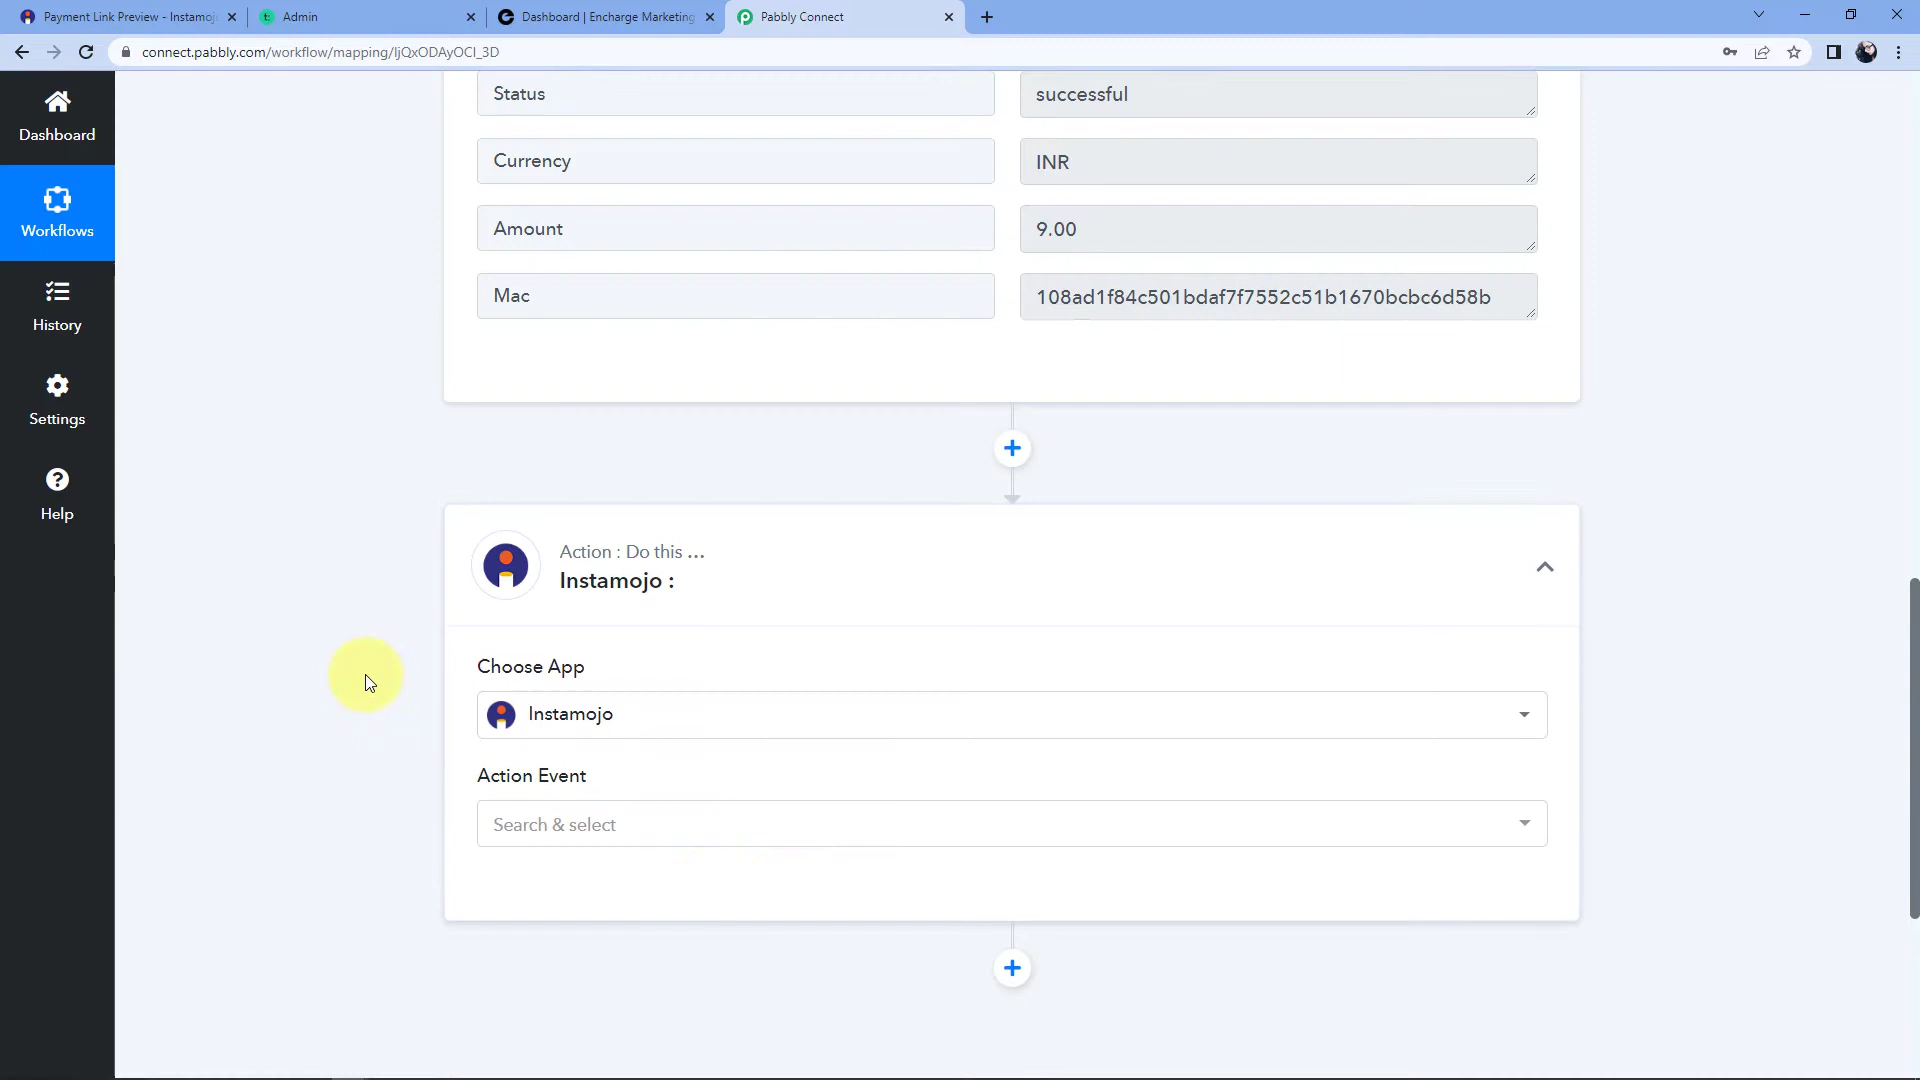 Payment Link Preview - Instamoj
Admin
Dashboard | Encharge Marketing
Pabbly Connect
connect.pabbly.com/workflow/mapping/IjQxODAyOCI_3D
Dashboard
Workflows
History
Settings
Help
Status
successful
Currency
INR
Amount
9.00
Mac
108ad1f84c501bdaf7f7552c51b1670bcbc6d58b
Action : Do this ...
Instamojo :
Choose App
Instamojo
Action Event
Search & select